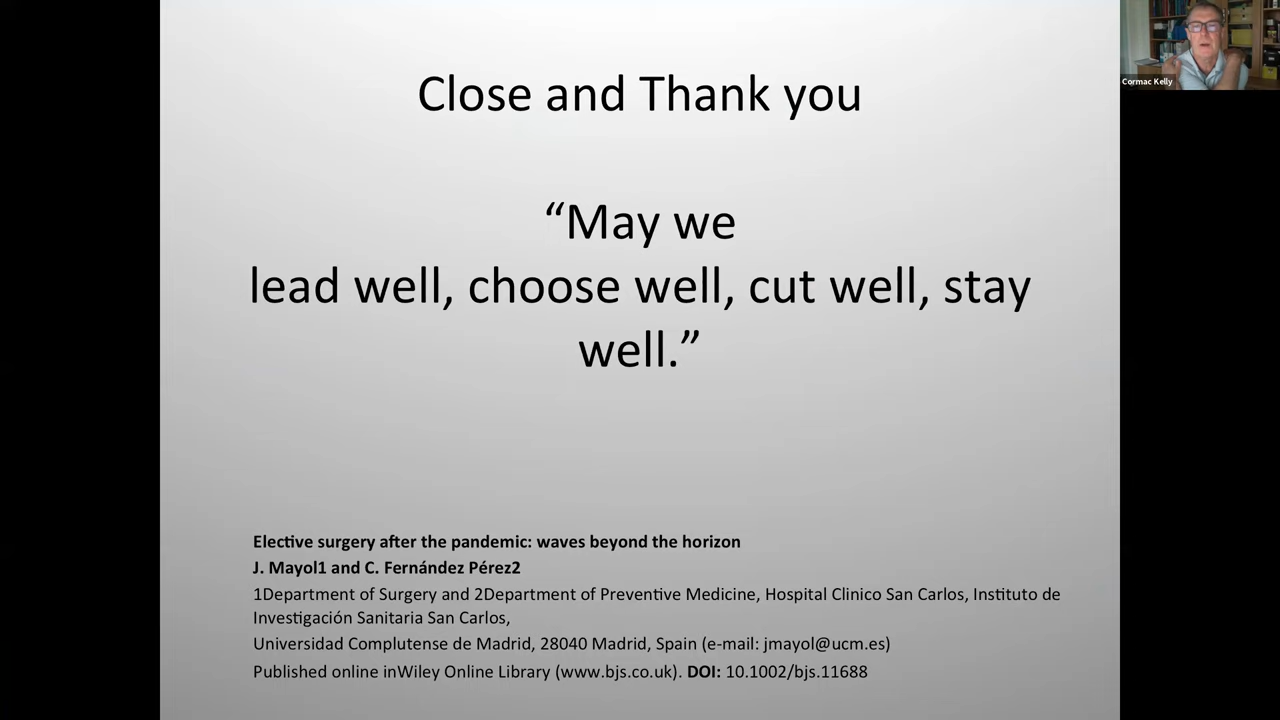 Close and Thank you
“May we
lead well, choose well, cut well, stay
well.”
Elective surgery after the pandemic: waves beyond the horizon
J. Mayol1 and C. Fernández Pérez2
1Department of Surgery and 2Department of Preventive Medicine, Hospital Clinico San Carlos, Instituto de
Investigación Sanitaria San Carlos,
Universidad Complutense de Madrid, 28040 Madrid, Spain (e-mail: jmayol@ucm.es)
Published online inWiley Online Library (www.bjs.co.uk). DOI: 10.1002/bjs.11688
Cormac Kelly